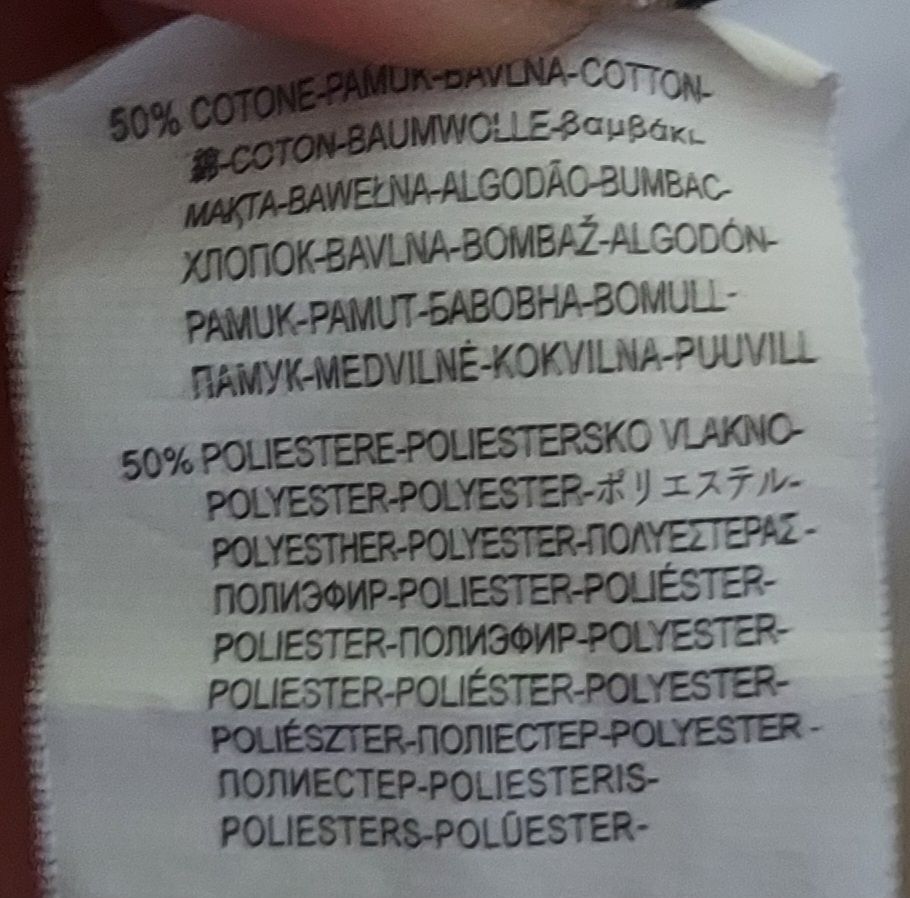 50% COTONE-PAMUK-BAVLNA-COTTON-
綿-COTON-BAUMWOLLE-βαμβάκι
МАҚТА-BAWEŁNA-ALGODÃO-BUMBAC-
ХЛОПОК-BAVLNA-BOMBAŽ-ALGODÓN-
PAMUK-PAMUT-БАВОВНА-BOMULL-
ПАМУК-MEDVILNĖ-KOKVILNA-PUUVILL
50% POLIESTERE-POLIESTERSKO VLAKNO-
POLYESTER-POLYESTER-ポリエステル-
POLYESTHER-POLYESTER-ΠΟΛΥΕΣΤΕΡΑΣ-
ПОЛИЭФИР-POLIESTER-POLIÉSTER-
POLIESTER-ПОЛИЭФИР-POLYESTER-
POLIESTER-POLIÉSTER-POLYESTER-
POLIÉSZTER-ПОЛІЕСТЕР-POLYESTER-
ПОЛИЕСТЕР-POLIESTERIS-
POLIESTERS-POLÜESTER-